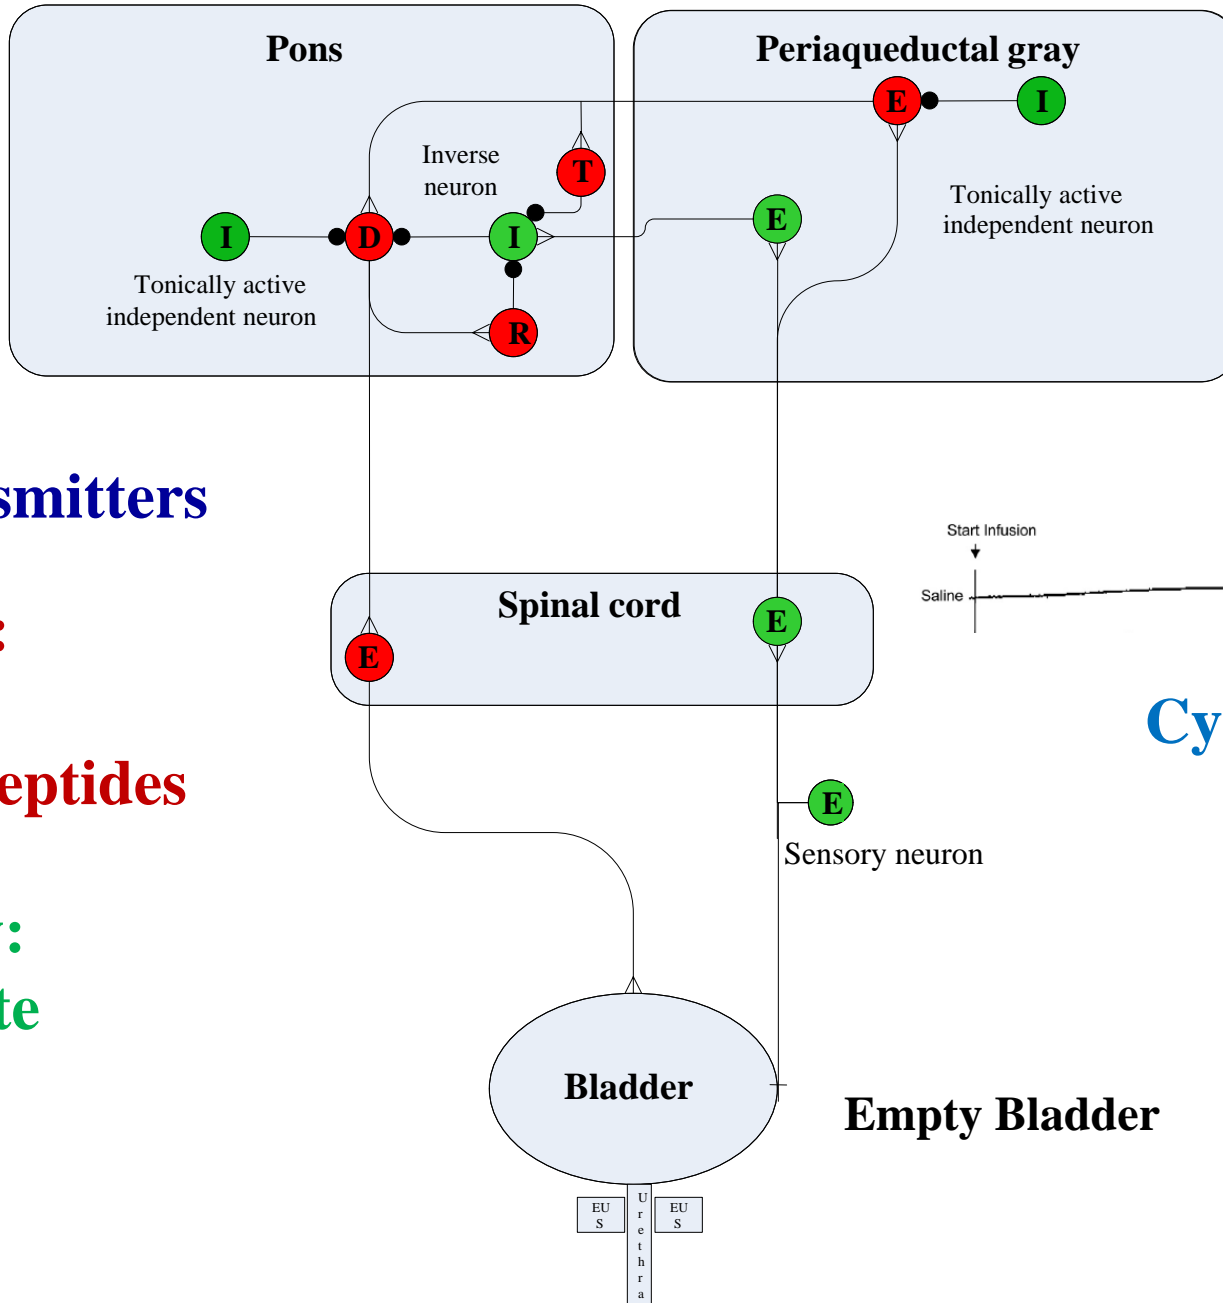 Pons
Periaqueductal gray
E
I
Inverse
neuron
T
Tonically active
independent neuron
E
I
D
I
Tonically active
independent neuron
R
smitters
Start Infusion
Saline
Spinal cord
E
:
E
Cy
eptides
E
Sensory neuron
:
te
Bladder
Empty Bladder
EU
S
U
r
e
t
h
r
a
EU
S